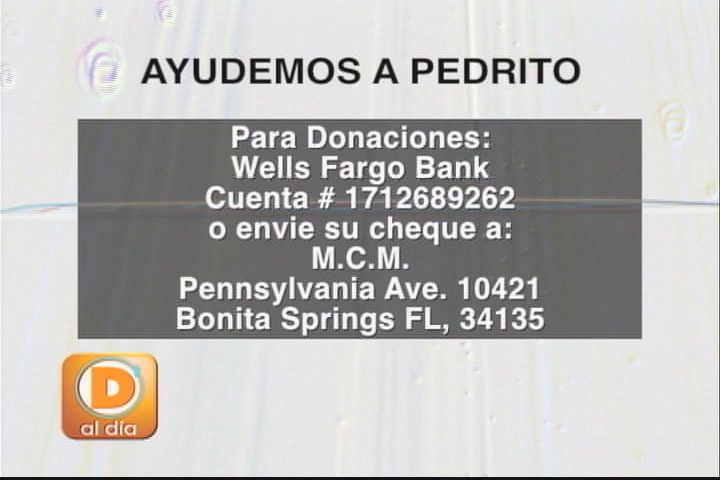 AYUDEMOS A PEDRITO
Para Donaciones:
Wells Fargo Bank
Cuenta # 1712689262
o envie su cheque a:
M.C.M.
Pennsylvania Ave. 10421
Bonita Springs FL, 34135
D
al día